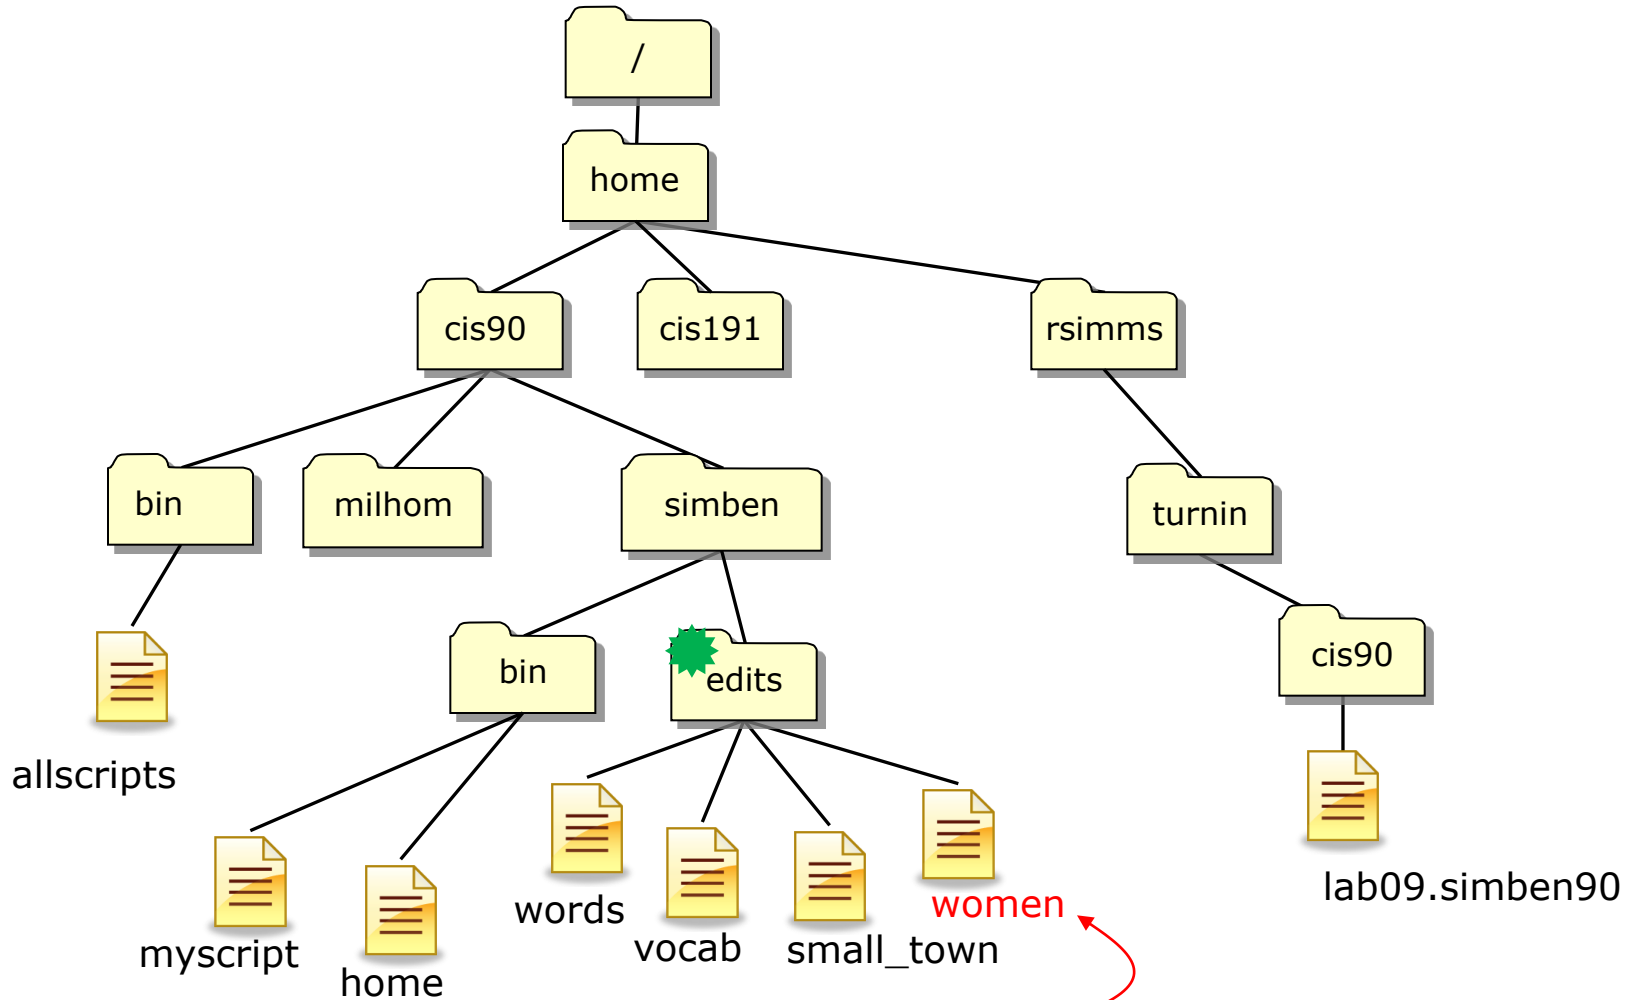 /
home
cis90
cis191
rsimms
bin
milhom
simben
turnin
bin
edits
cis90
allscripts
words
women
lab09.simben90
myscript
vocab
small_town
home